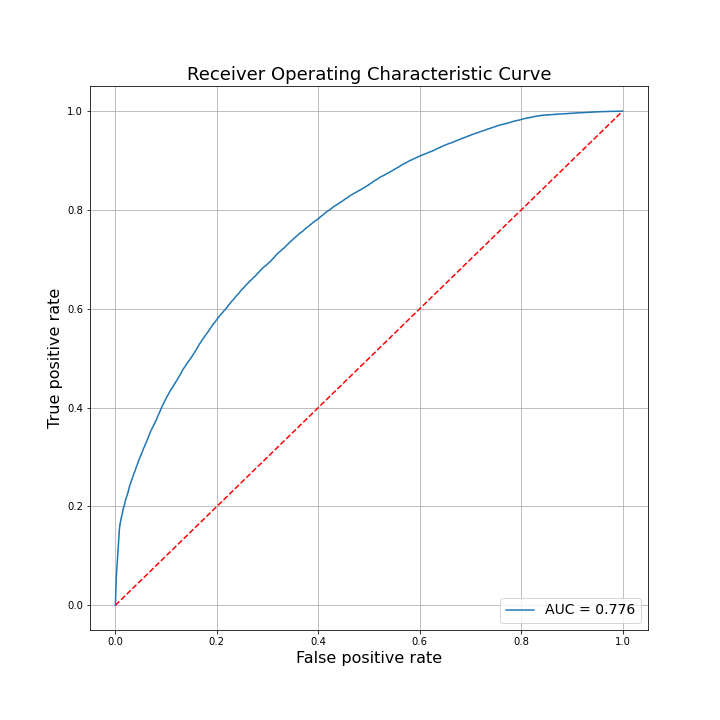 Receiver Operating Characteristic Curve
True positive rate
1.0
0.8
0.6
0.4
0.2
0.0
AUC = 0.776
0.0 0.2 0.4 0.6 0.8 1.0
False positive rate